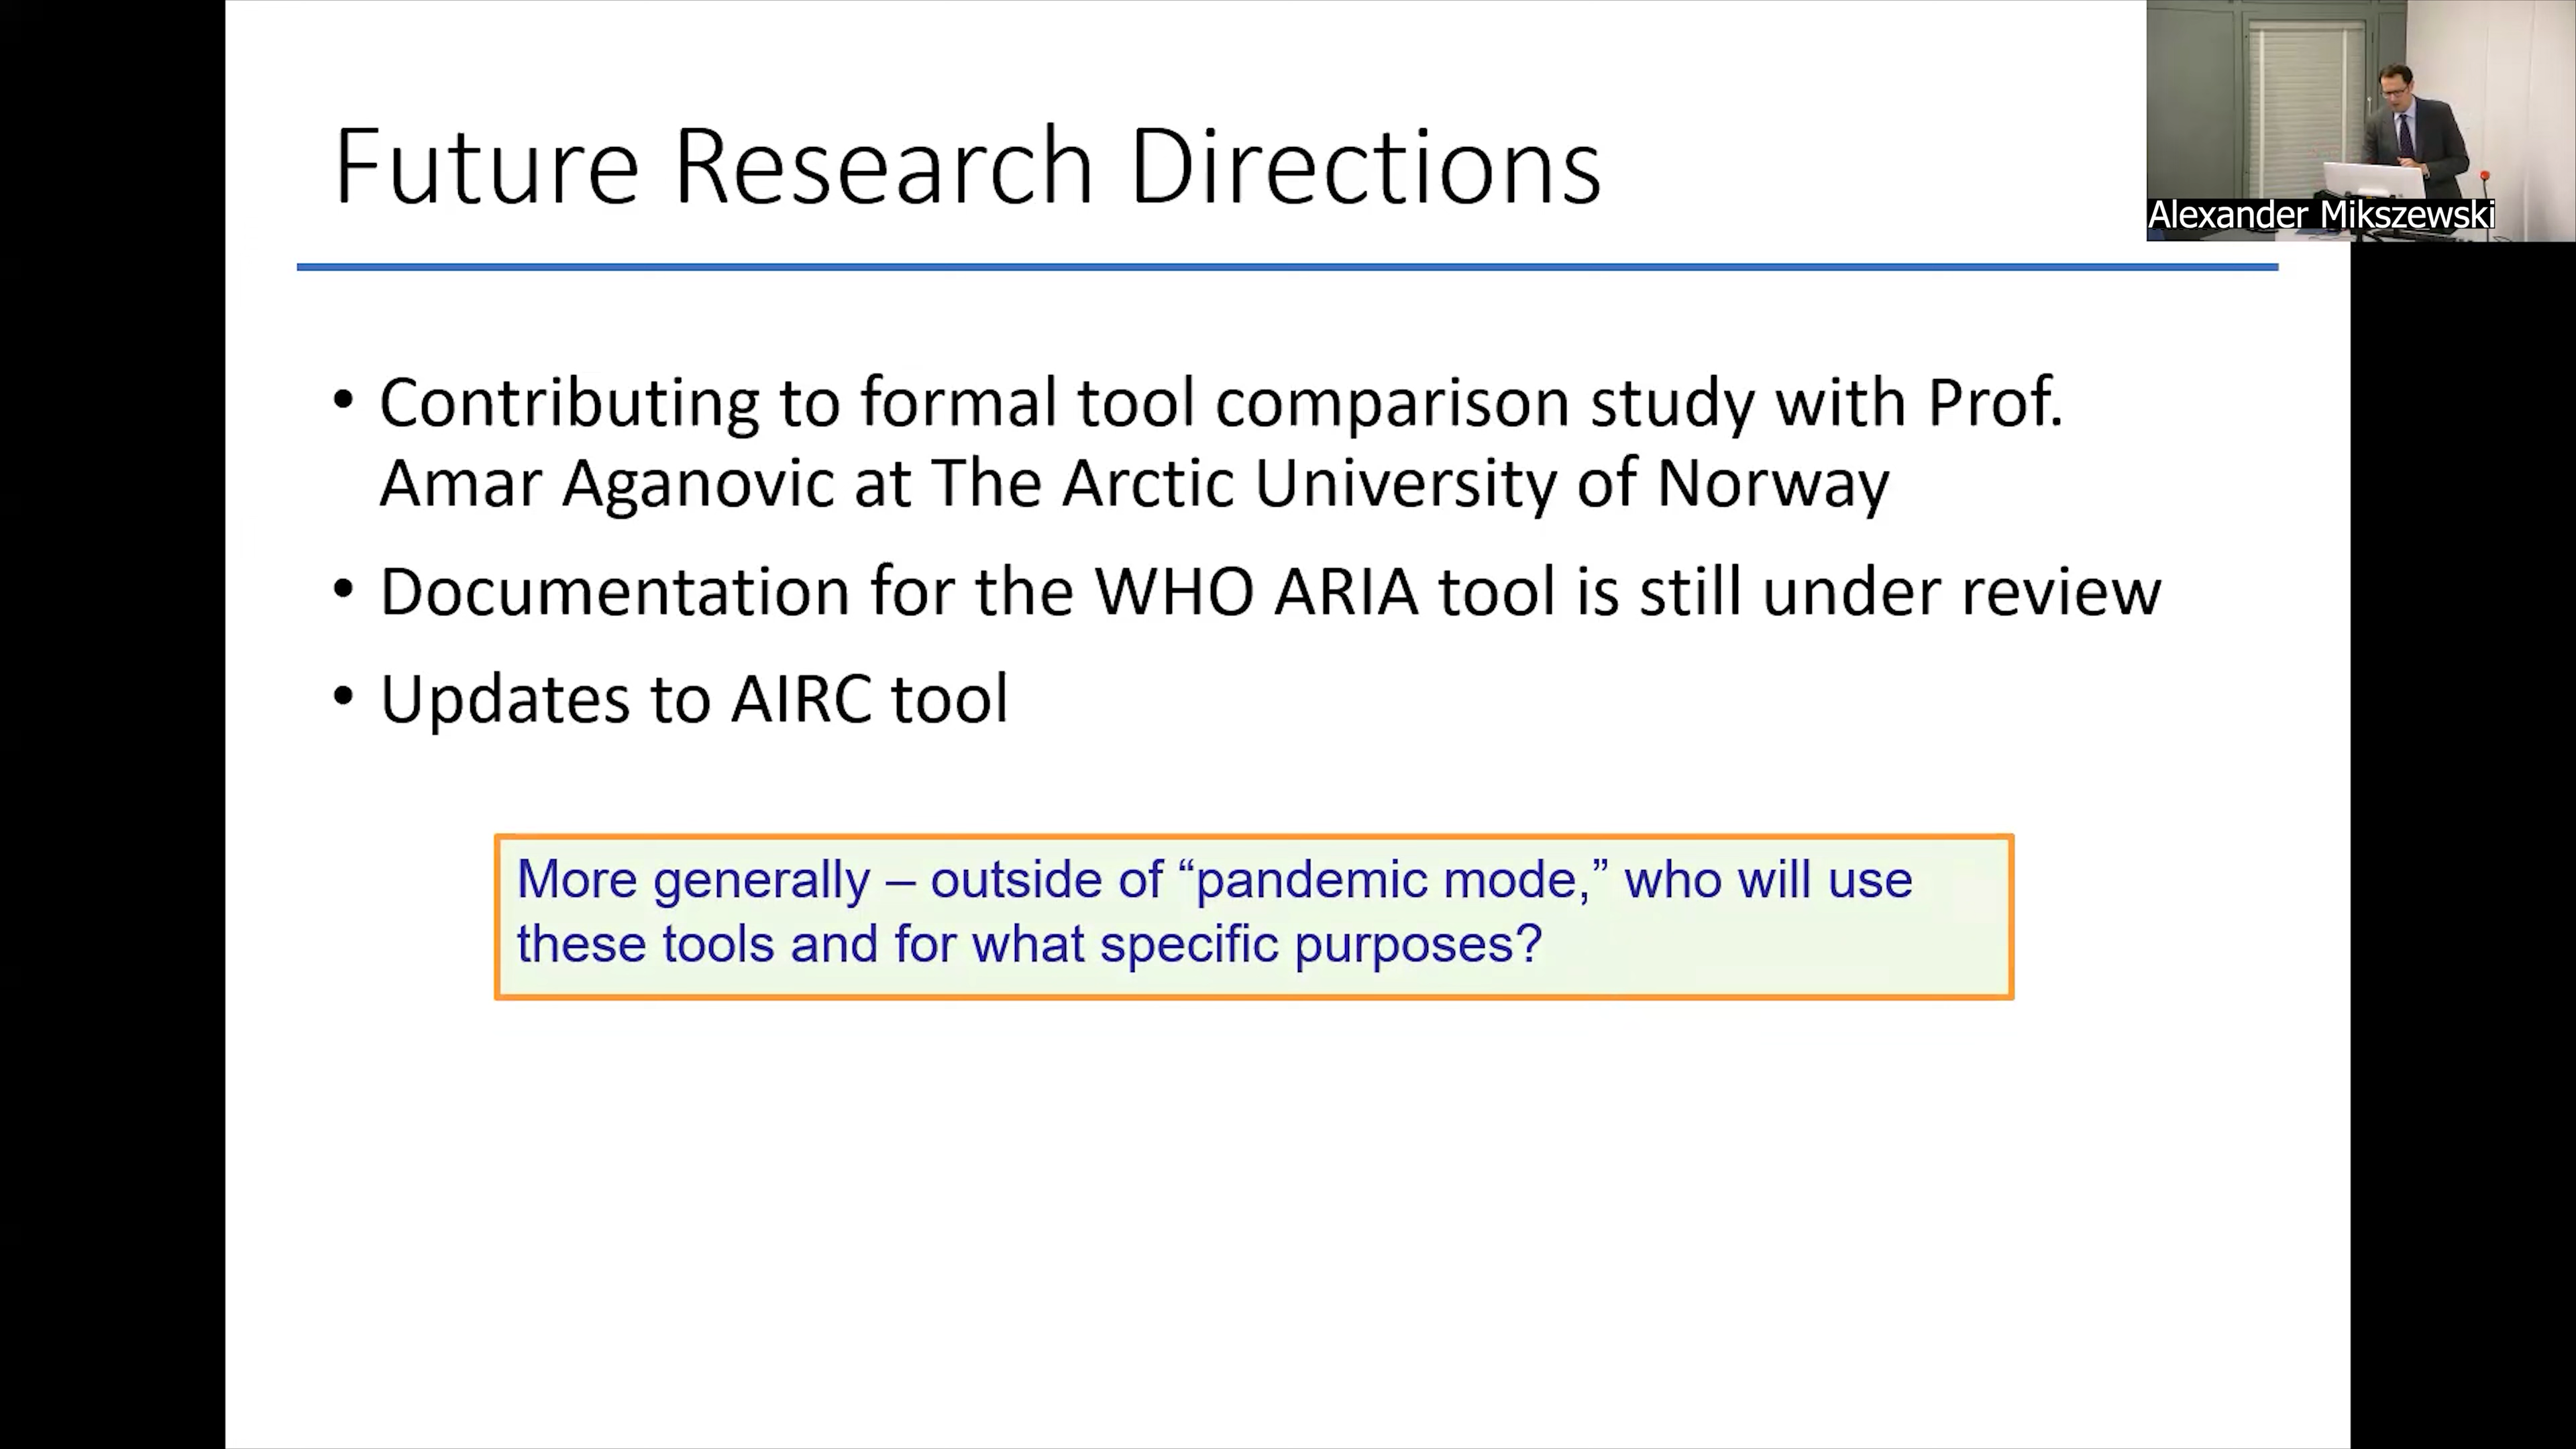 Future Research Directions
Alexander Mikszewski
• Contributing to formal tool comparison study with Prof.
Amar Aganovic at The Arctic University of Norway
• Documentation for the WHO ARIA tool is still under review
• Updates to AIRC tool
More generally – outside of “pandemic mode,” who will use
these tools and for what specific purposes?